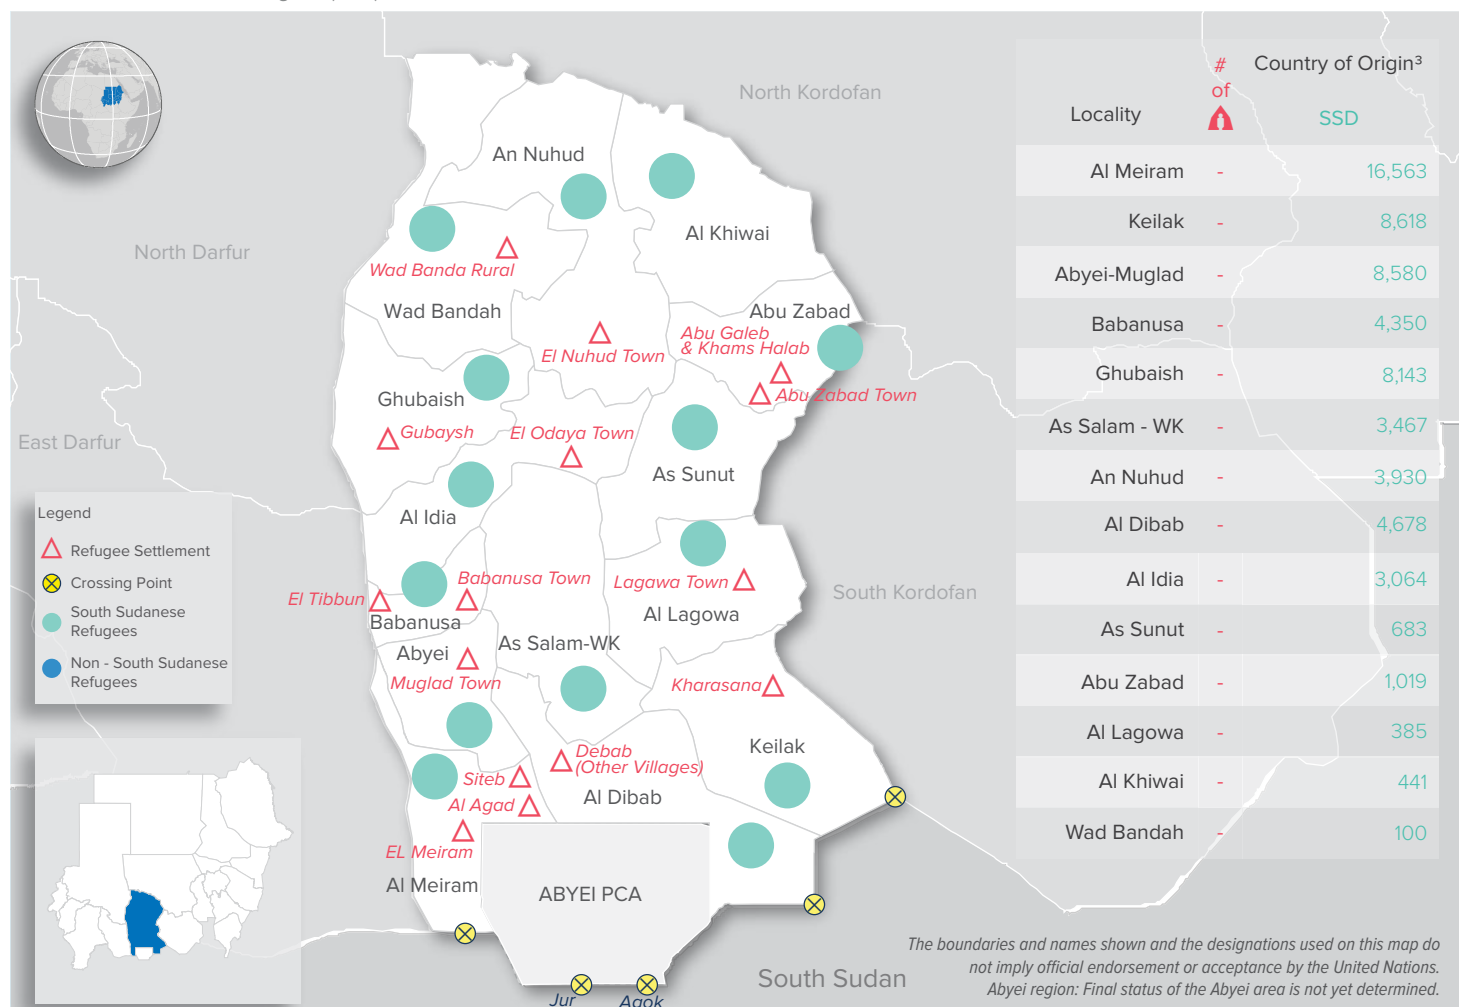 North Kordofan
An Nuhud
Al Khiwai
North Darfur
Wad Banda Rural
Wad Bandah
Abu Zabad
Abu Galeb
& Khams Halab
El Nuhud Town
Abu Zabad Town
Ghubaish
Gubaysh
El Odaya Town
East Darfur
As Sunut
Al Idia
Legend
Refugee Settlement
Crossing Point
South Sudanese
Refugees
Non - South Sudanese
Refugees
Babanusa Town
El Tibbun
Babanusa
Lagawa Town
Al Lagowa
South Kordofan
Abyei
As Salam-WK
Muglad Town
Kharasana
Keilak
Debab
(Other Villages)
Siteb
Al Agad
Al Dibab
EL Meiram
Al Meiram
ABYEI PCA
South Sudan
Jur
Agok
# of
Country of Origin³
Locality
SSD
Al Meiram - 16,563
Keilak - 8,618
Abyei-Muglad - 8,580
Babanusa - 4,350
Ghubaish - 8,143
As Salam - WK - 3,467
An Nuhud - 3,930
Al Dibab - 4,678
Al Idia - 3,064
As Sunut - 683
Abu Zabad - 1,019
Al Lagowa - 385
Al Khiwai - 441
Wad Bandah - 100
The boundaries and names shown and the designations used on this map do
not imply official endorsement or acceptance by the United Nations.
Abyei region: Final status of the Abyei area is not yet determined.